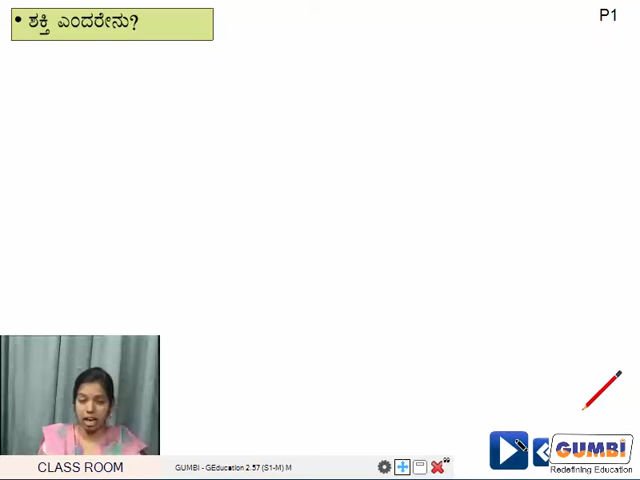 • ಶಕ್ತಿ ಎಂದರೇನು?
P1
CLASS ROOM
GUMBI - GEducation 2.57 (S1-M) M
GUMBi
Redefining Education